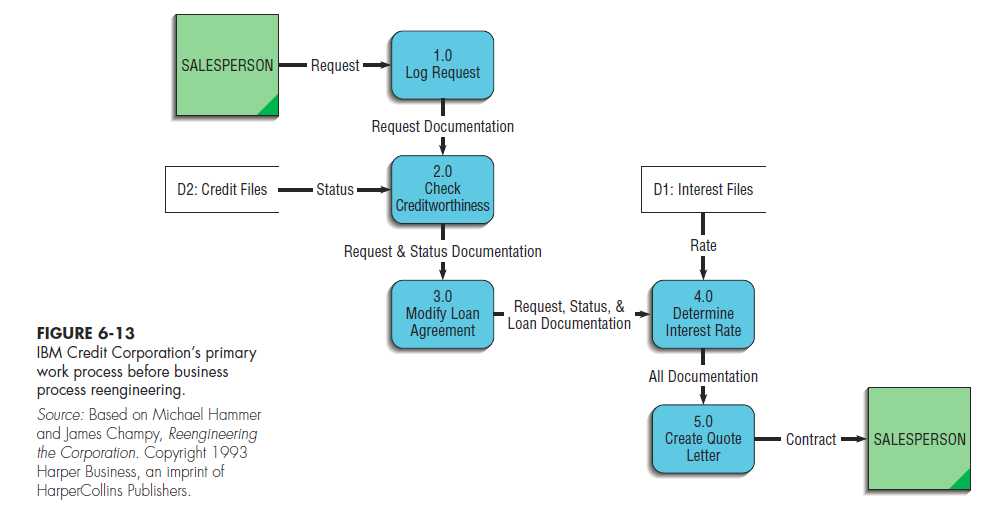 SALESPERSON
Request
1.0
Log Request
Request Documentation
D2: Credit Files
Status
2.0
Check
Creditworthiness
D1: Interest Files
Request & Status Documentation
Rate
3.0
Modify Loan
Agreement
Request, Status, &
Loan Documentation
4.0
Determine
Interest Rate
All Documentation
5.0
Create Quote
Letter
Contract
SALESPERSON
FIGURE 6-13
IBM Credit Corporation's primary
work process before business
process reengineering.
Source: Based on Michael Hammer
and James Champy, Reengineering
the Corporation. Copyright 1993
Harper Business, an imprint of
HarperCollins Publishers.